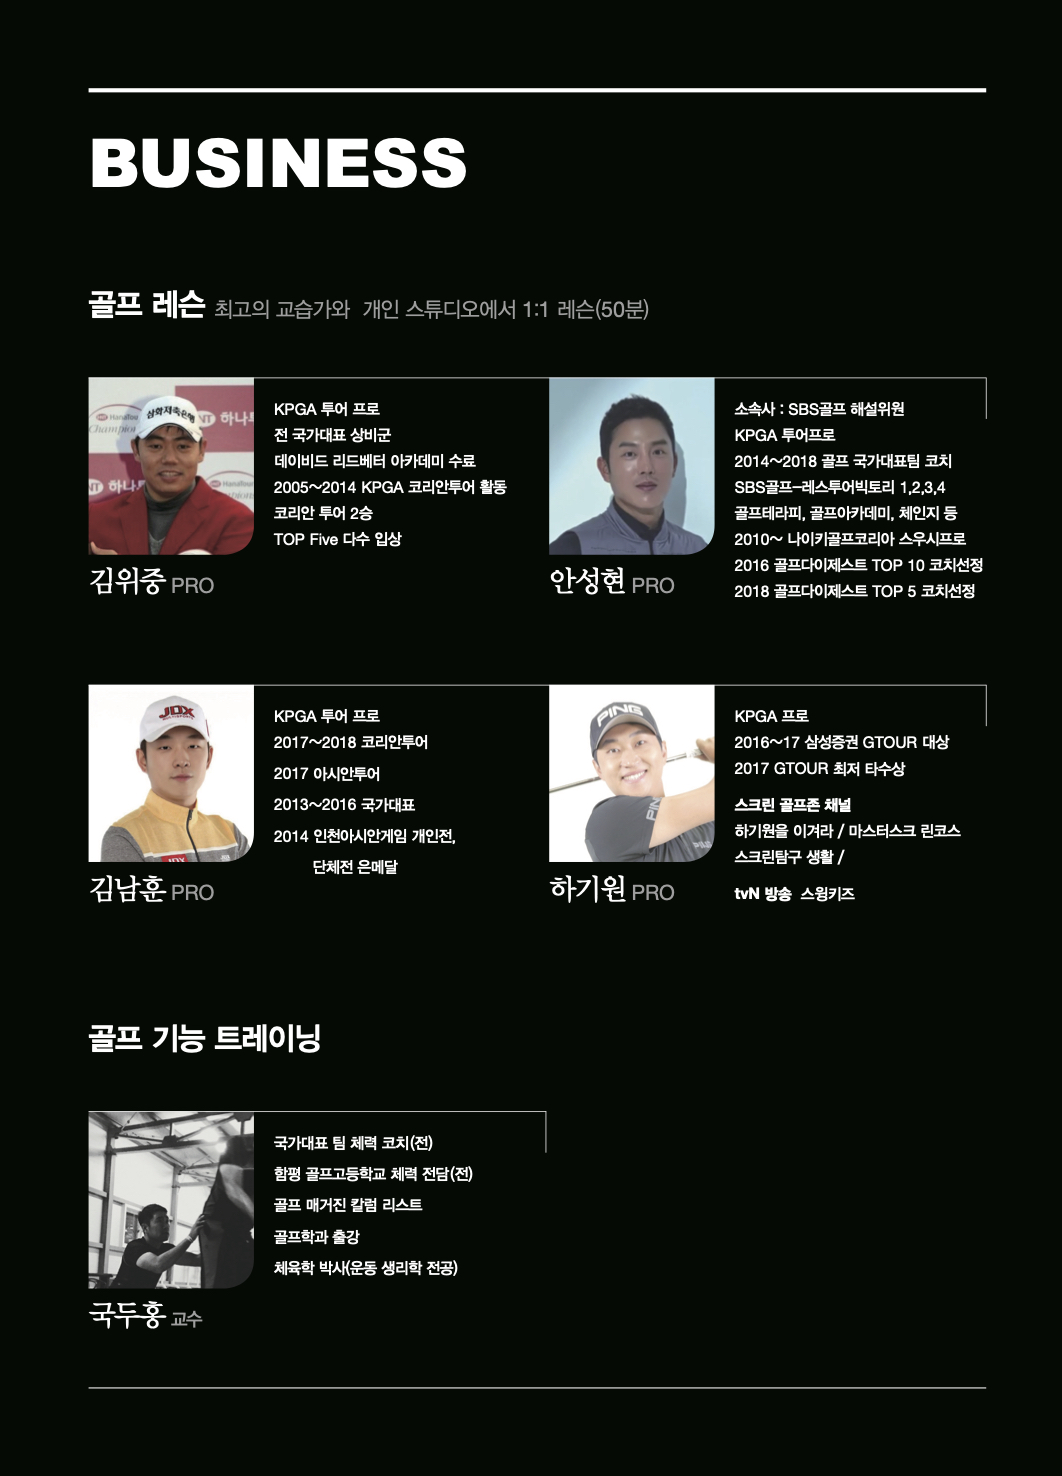 BUSINESS
골프 레슨 최고의 교습가와 개인 스튜디오에서 1:1 레슨(50분)
삼화저축은행
하나투
Champion
KPGA 투어 프로
전 국가대표 상비군
데이비드 리드베터 아카데미 수료
2005~2014 KPGA 코리안투어 활동
코리안 투어 2승
TOP Five 다수 입상
김위중 PRO
소속사 : SBS골프 해설위원
KPGA 투어프로
2014~2018 골프 국가대표팀 코치
SBS골프-레스투어빅토리 1,2,3,4
골프테라피, 골프아카데미, 체인지 등
2010~ 나이키골프코리아 스우시프로
2016 골프다이제스트 TOP 10 코치선정
2018 골프다이제스트 TOP 5 코치선정
안성현 PRO
JDX
JDX
KPGA 투어 프로
2017~2018 코리안투어
2017 아시안투어
2013~2016 국가대표
2014 인천아시안게임 개인전,
단체전 은메달
김남훈 PRO
PING
PING
KPGA 프로
2016~17 삼성증권 GTOUR 대상
2017 GTOUR 최저 타수상
스크린 골프존 채널
하기원을 이겨라 / 마스터스크 린코스
스크린탐구 생활 /
tvN 방송 스윙키즈
하기원 PRO
골프 기능 트레이닝
국가대표 팀 체력 코치(전)
함평 골프고등학교 체력 전담(전)
골프 매거진 칼럼 리스트
골프학과 출강
체육학 박사(운동 생리학 전공)
국두홍 교수